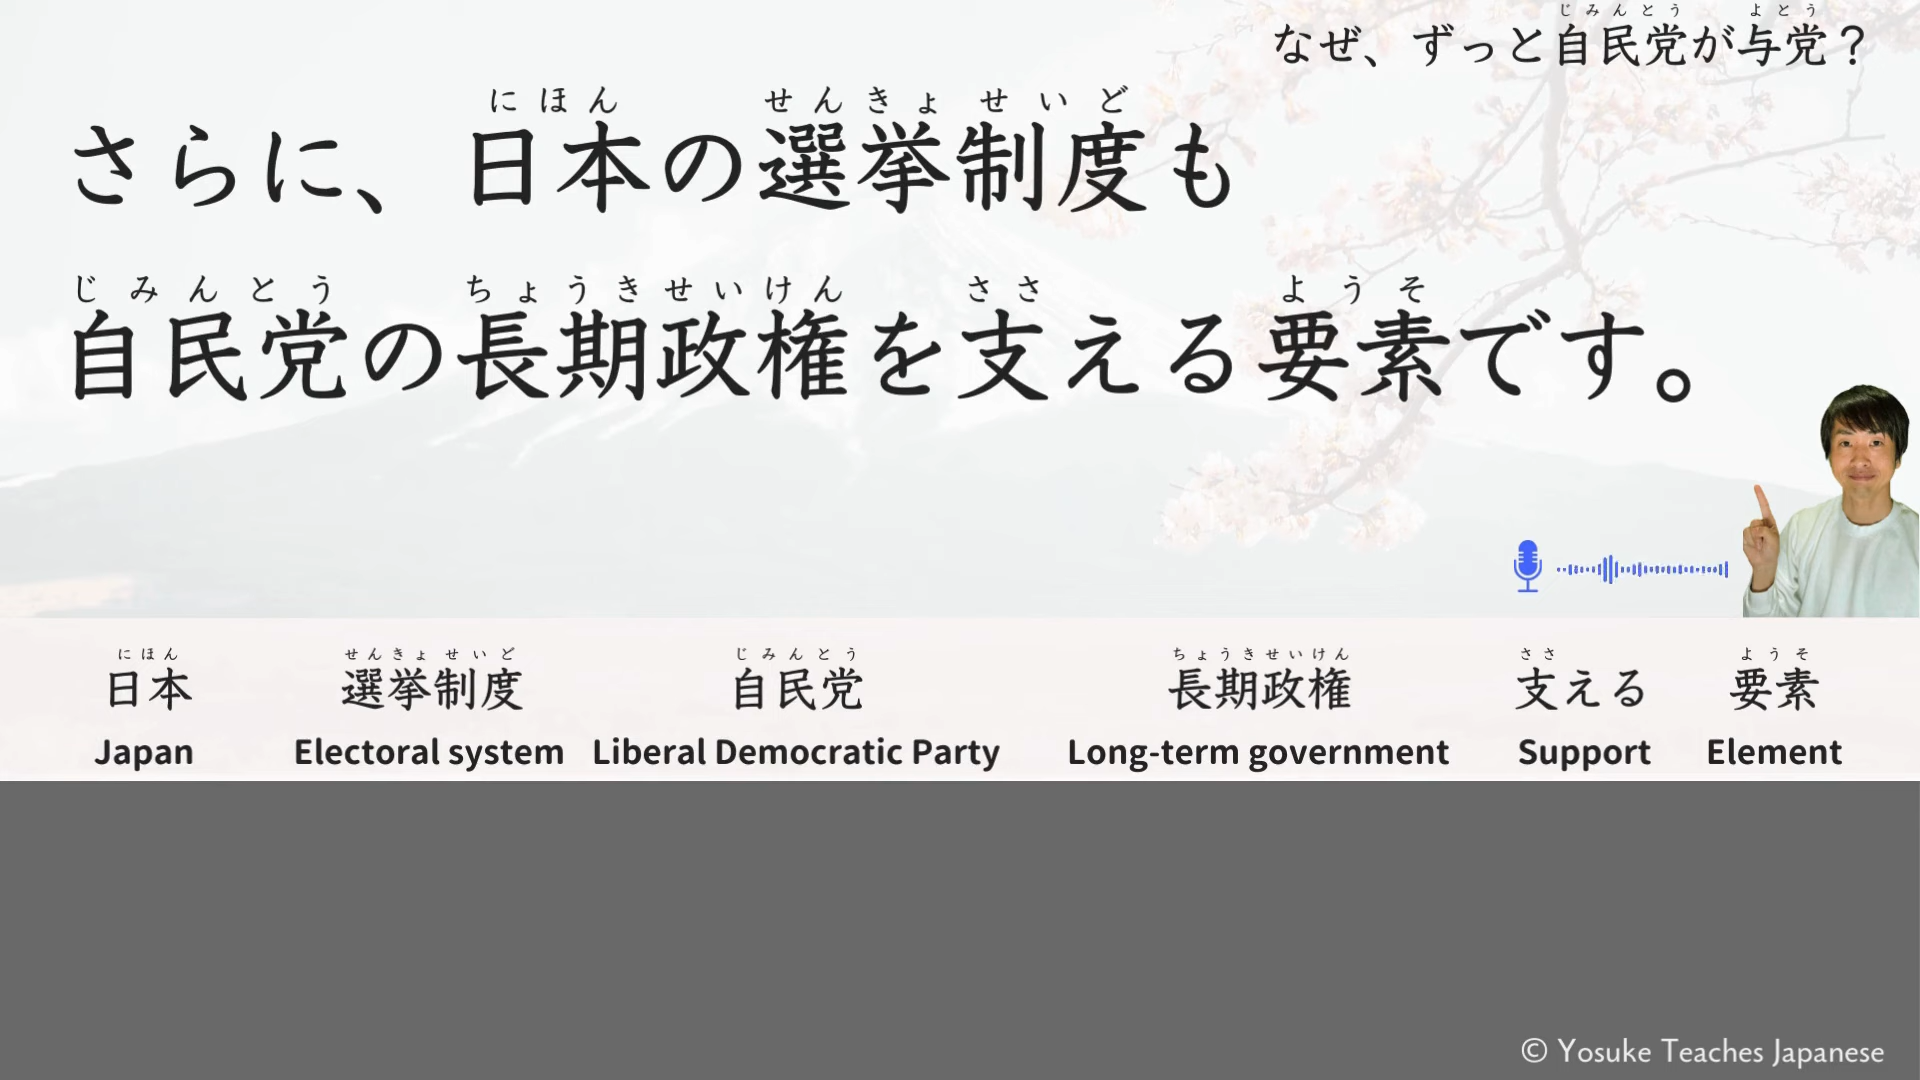 なぜ、ずっと自民党が与党？
じみんとう よとう
さらに、日本の選挙制度も
にほん せんきょせいど
自民党の長期政権を支える要素です。
じみんとう ちょうきせいけん ささ ようそ
にほん せんきょせいど じみんとう ちょうきせいけん ささ ようそ
日本 選挙制度 自民党 長期政権 支える 要素
Japan Electoral system Liberal Democratic Party Long-term government Support Element
© Yosuke Teaches Japanese